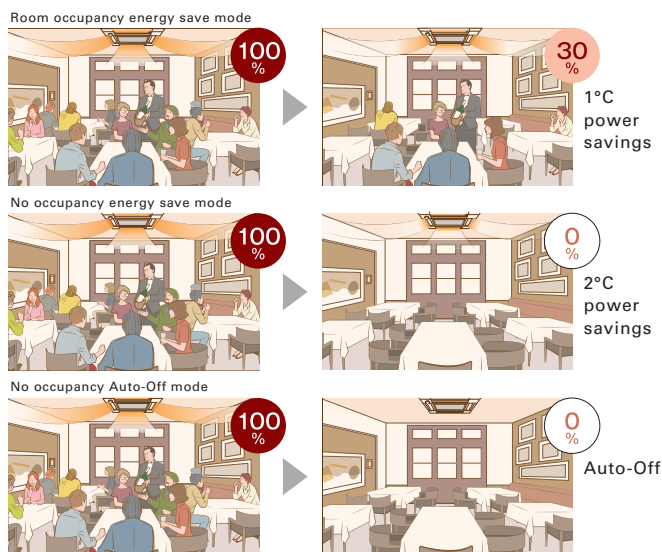 Room occupancy energy save mode
100
%
30
%
1°C
power
savings
No occupancy energy save mode
100
%
0
%
2°C
power
savings
No occupancy Auto-Off mode
100
%
0
%
Auto-Off